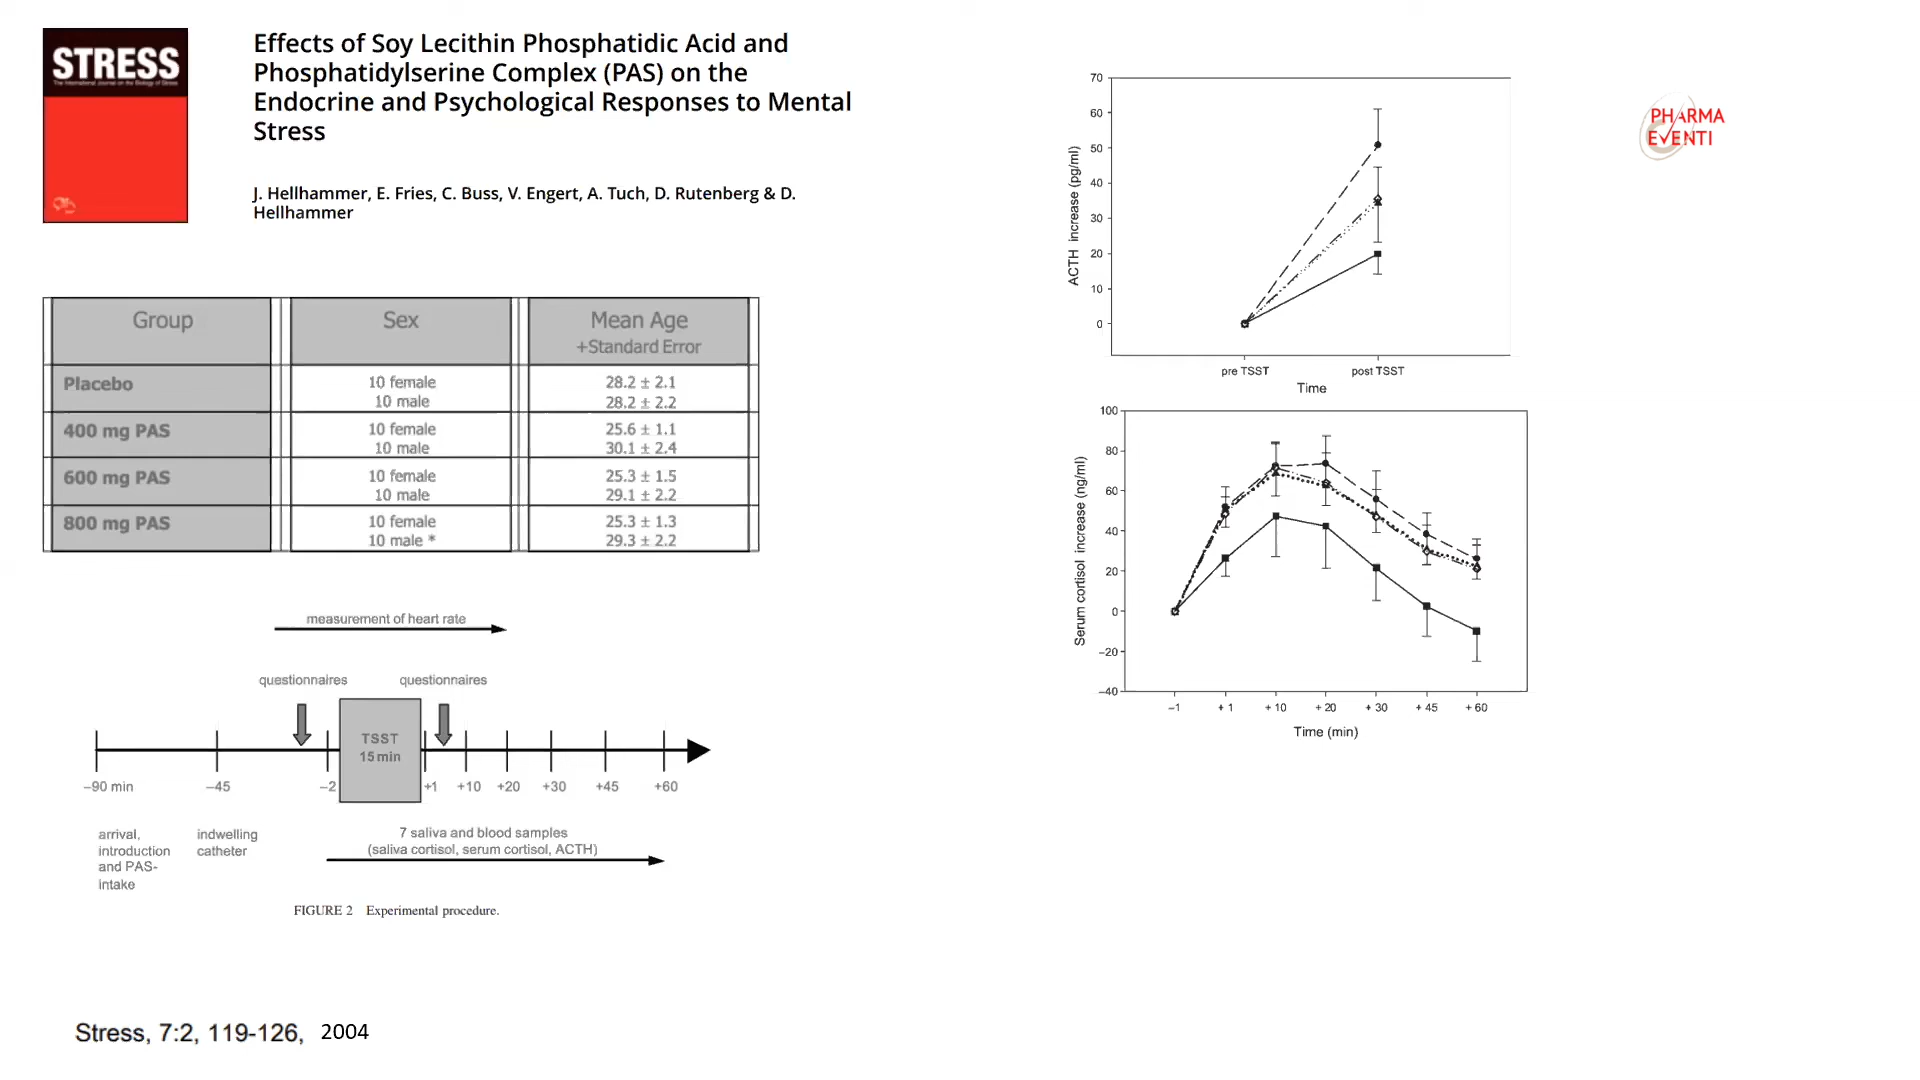 STRESS
The International Journal on the Biology of Stress
Effects of Soy Lecithin Phosphatidic Acid and
Phosphatidylserine Complex (PAS) on the
Endocrine and Psychological Responses to Mental
Stress
J. Hellhammer, E. Fries, C. Buss, V. Engert, A. Tuch, D. Rutenberg & D.
Hellhammer
Group Sex Mean Age
+Standard Error
Placebo 10 female 28.2 ± 2.1
10 male 28.2 ± 2.2
400 mg PAS 10 female 25.6 ± 1.1
10 male 30.1 ± 2.4
600 mg PAS 10 female 25.3 ± 1.5
10 male 29.1 ± 2.2
800 mg PAS 10 female 25.3 ± 1.3
10 male * 29.3 ± 2.2
measurement of heart rate
questionnaires questionnaires
TSST
15 min
–90 min –45 –2 +1 +10 +20 +30 +45 +60
arrival,
introduction
and PAS-
intake
indwelling
catheter
7 saliva and blood samples
(saliva cortisol, serum cortisol, ACTH)
FIGURE 2 Experimental procedure.
Stress, 7:2, 119-126, 2004
70
60
50
40
30
20
10
0
ACTH increase (pg/ml)
pre TSST post TSST
Time
100
80
60
40
20
0
–20
–40
Serum cortisol increase (ng/ml)
–1 +1 +10 +20 +30 +45 +60
Time (min)
PHARMA
EVENTI